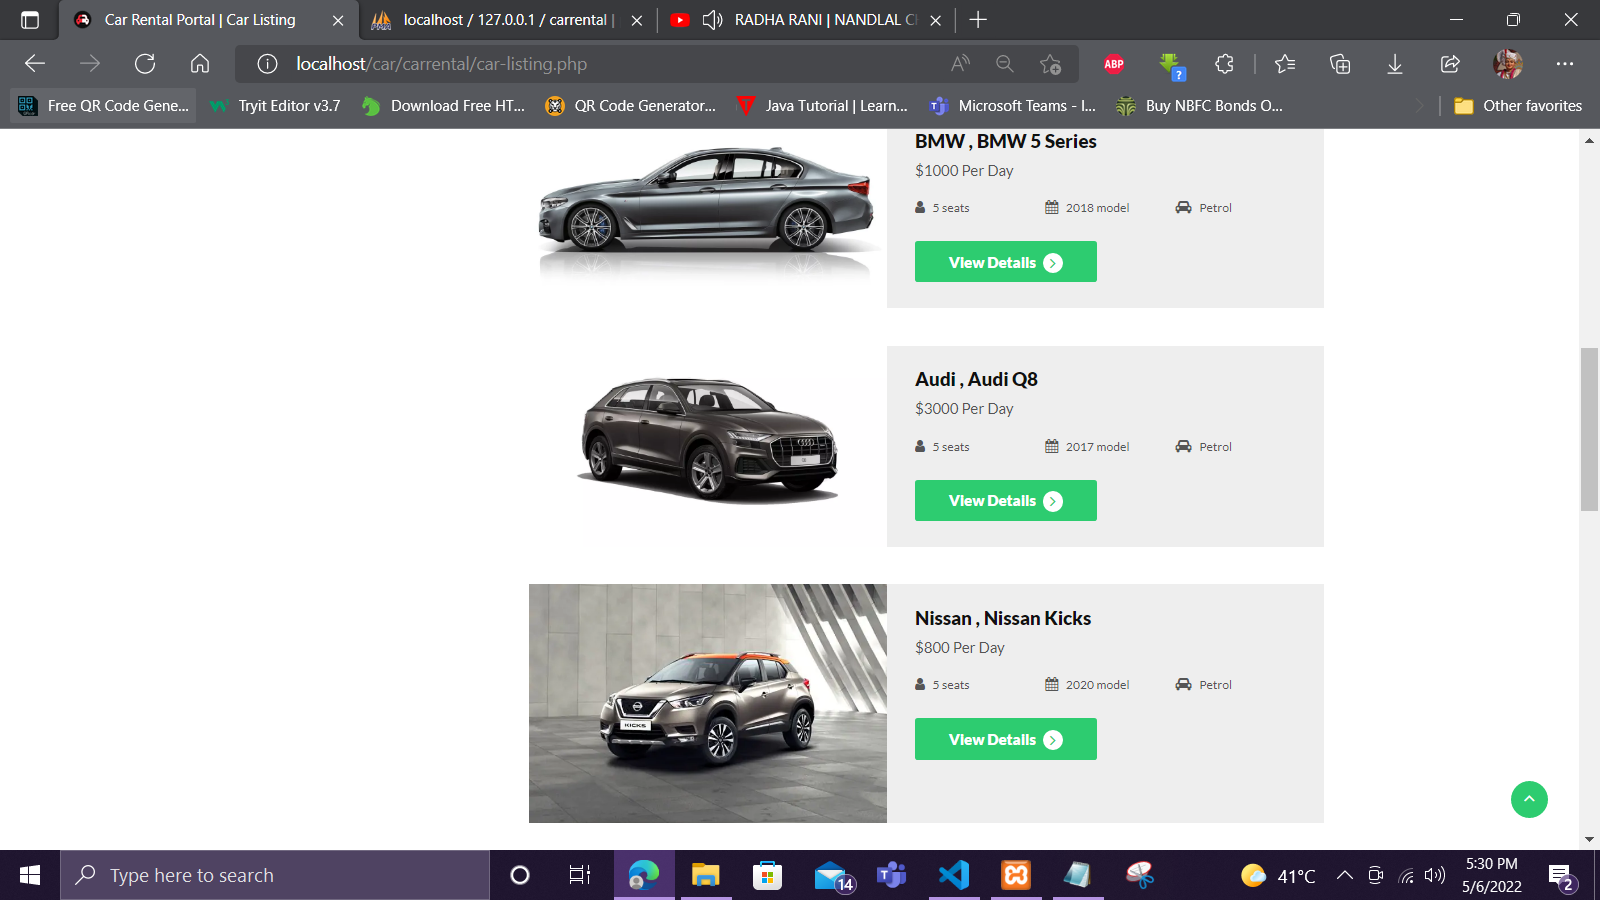 Car Rental Portal | Car Listing
localhost / 127.0.0.1 / carrental |
RADHA RANI | NANDLAL
localhost/car/carrental/car-listing.php
ABP
Free QR Code Gene...
Tryit Editor v3.7
Download Free HT...
QR Code Generator...
Java Tutorial | Learn...
Microsoft Teams - I...
Buy NBFC Bonds O...
Other favorites
BMW , BMW 5 Series
$1000 Per Day
5 seats
2018 model
Petrol
View Details
Audi , Audi Q8
$3000 Per Day
5 seats
2017 model
Petrol
View Details
KICKS
Nissan , Nissan Kicks
$800 Per Day
5 seats
2020 model
Petrol
View Details
Type here to search
14
41°C
5:30 PM
5/6/2022
2